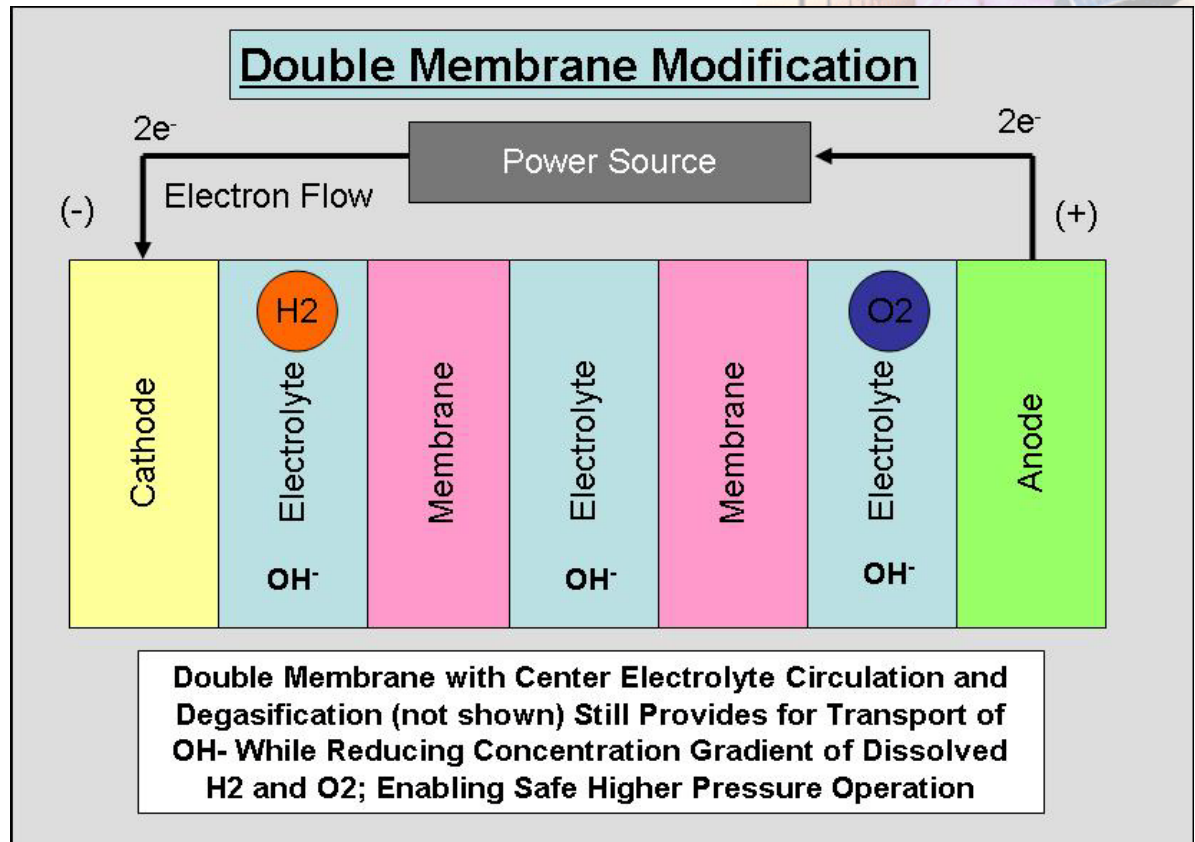 Double Membrane Modification
2e-
2e-
Power Source
Electron Flow
(-)
(+)
H2
O2
Cathode
Electrolyte
Membrane
Electrolyte
Membrane
Electrolyte
Anode
OH-
OH-
OH-
Double Membrane with Center Electrolyte Circulation and
Degasification (not shown) Still Provides for Transport of
OH- While Reducing Concentration Gradient of Dissolved
H2 and O2; Enabling Safe Higher Pressure Operation